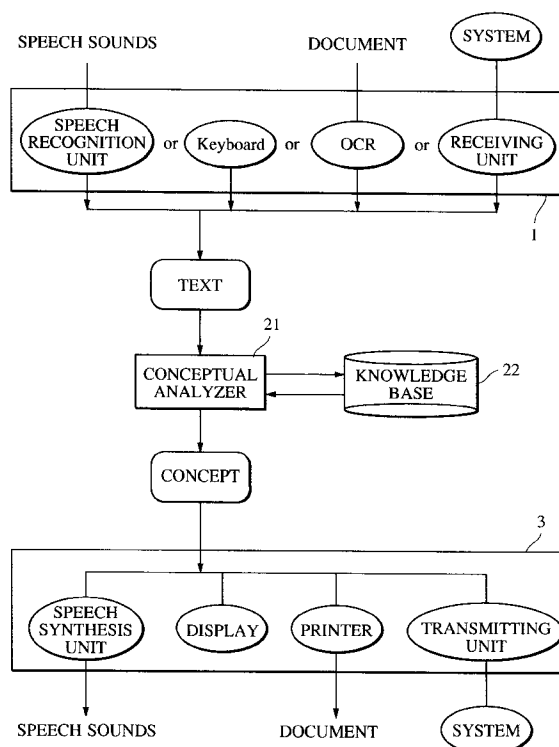 SPEECH SOUNDS
DOCUMENT
SYSTEM
SPEECH
RECOGNITION
UNIT
or
Keyboard
or
OCR
or
RECEIVING
UNIT
1
TEXT
21
CONCEPTUAL
ANALYZER
KNOWLEDGE
BASE
22
CONCEPT
3
SPEECH
SYNTHESIS
UNIT
DISPLAY
PRINTER
TRANSMITTING
UNIT
SPEECH SOUNDS
DOCUMENT
SYSTEM